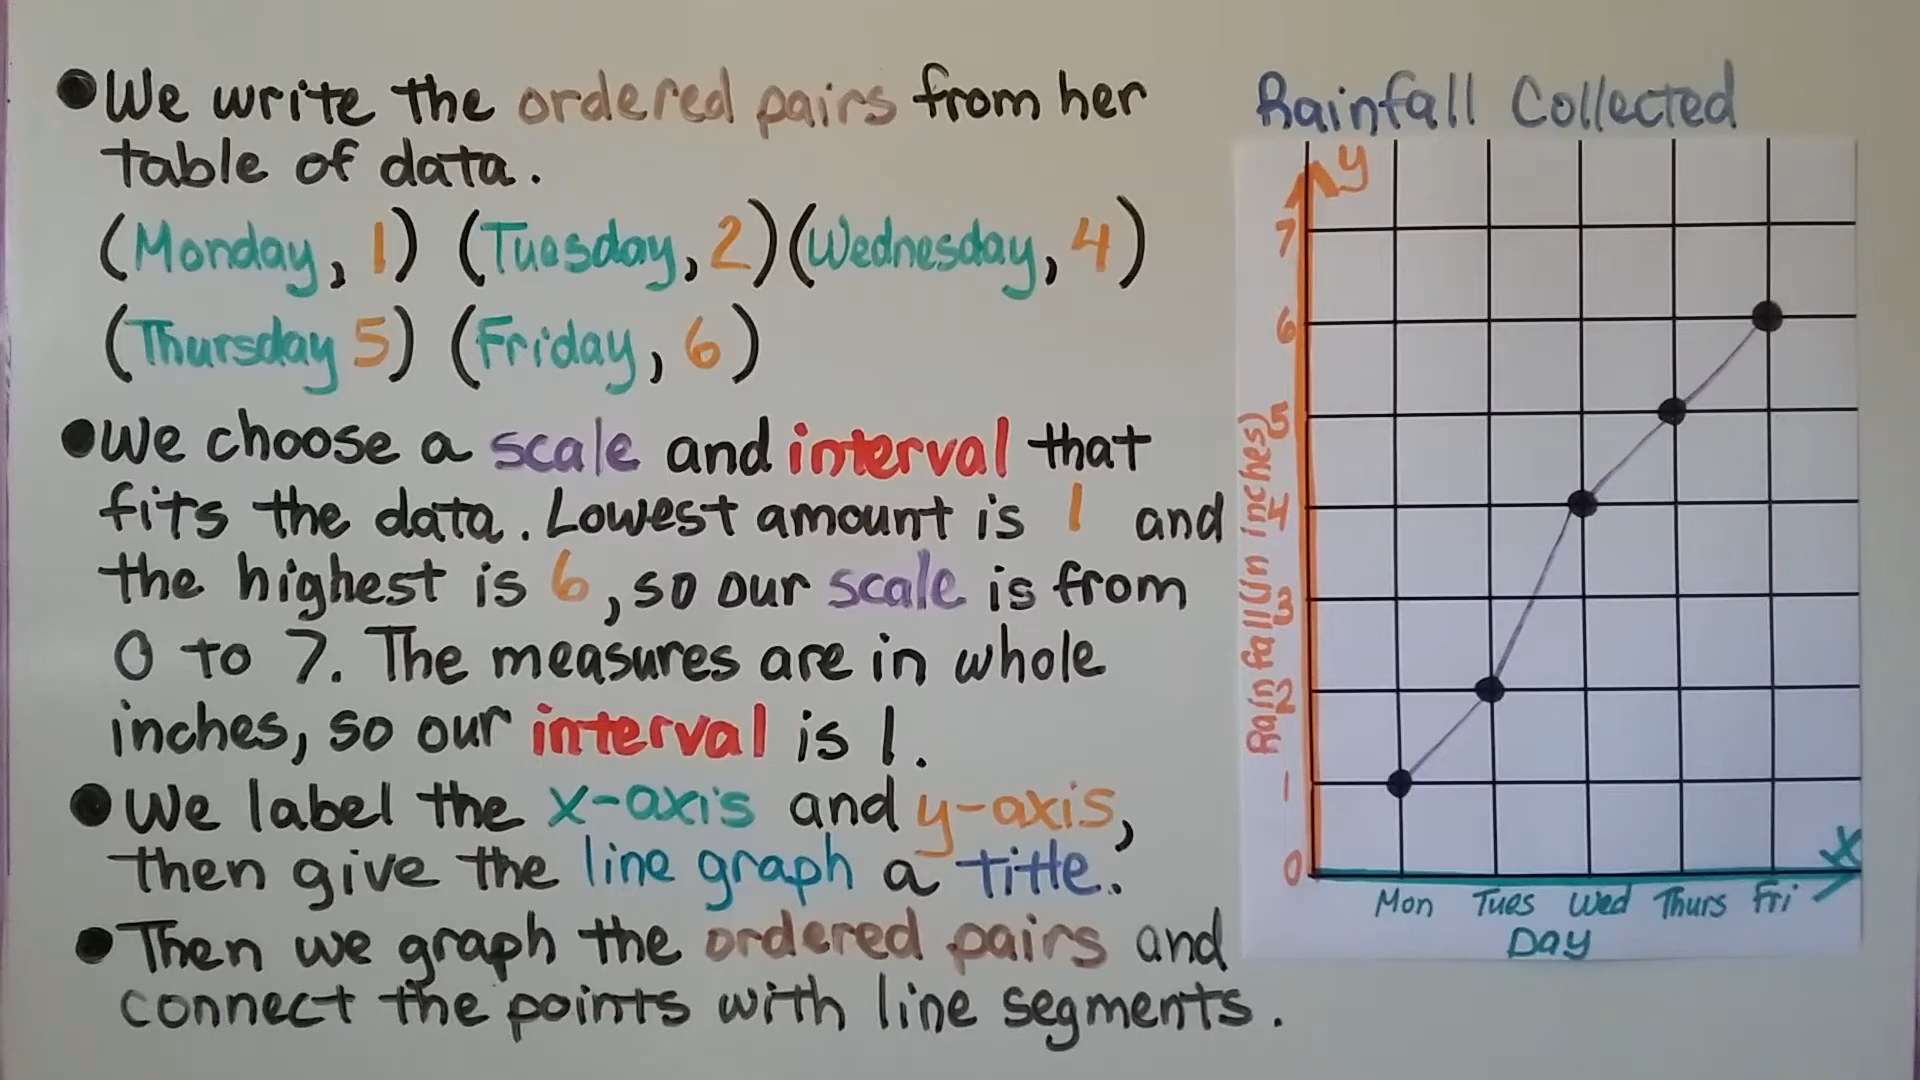 •We write the ordered pairs from her
table of data.
(Monday, 1) (Tuesday, 2)(Wednesday, 4)
(Thursday 5) (Friday, 6)
•We choose a scale and interval that
fits the data. Lowest amount is 1 and
the highest is 6, so our scale is from
0 to 7. The measures are in whole
inches, so our interval is 1.
•We label the x-axis and y-axis,
then give the line graph a title.
•Then we graph the ordered pairs and
connect the points with line segments.
Rainfall Collected
y
7
6
5
4
3
2
1
0
Rainfall (in inches)
x
Mon Tues Wed Thurs Fri
Day